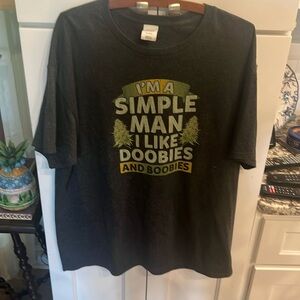 I'M A
SIMPLE
MAN
I LIKE
DOOBIES
AND BOOBIES